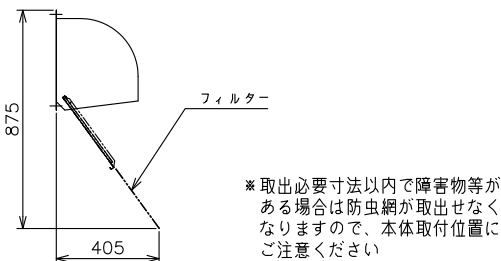 875
フィルター
405
※取出必要寸法以内で障害物等が
ある場合は防虫網が取出せなく
なりますので、本体取付位置に
ご注意ください